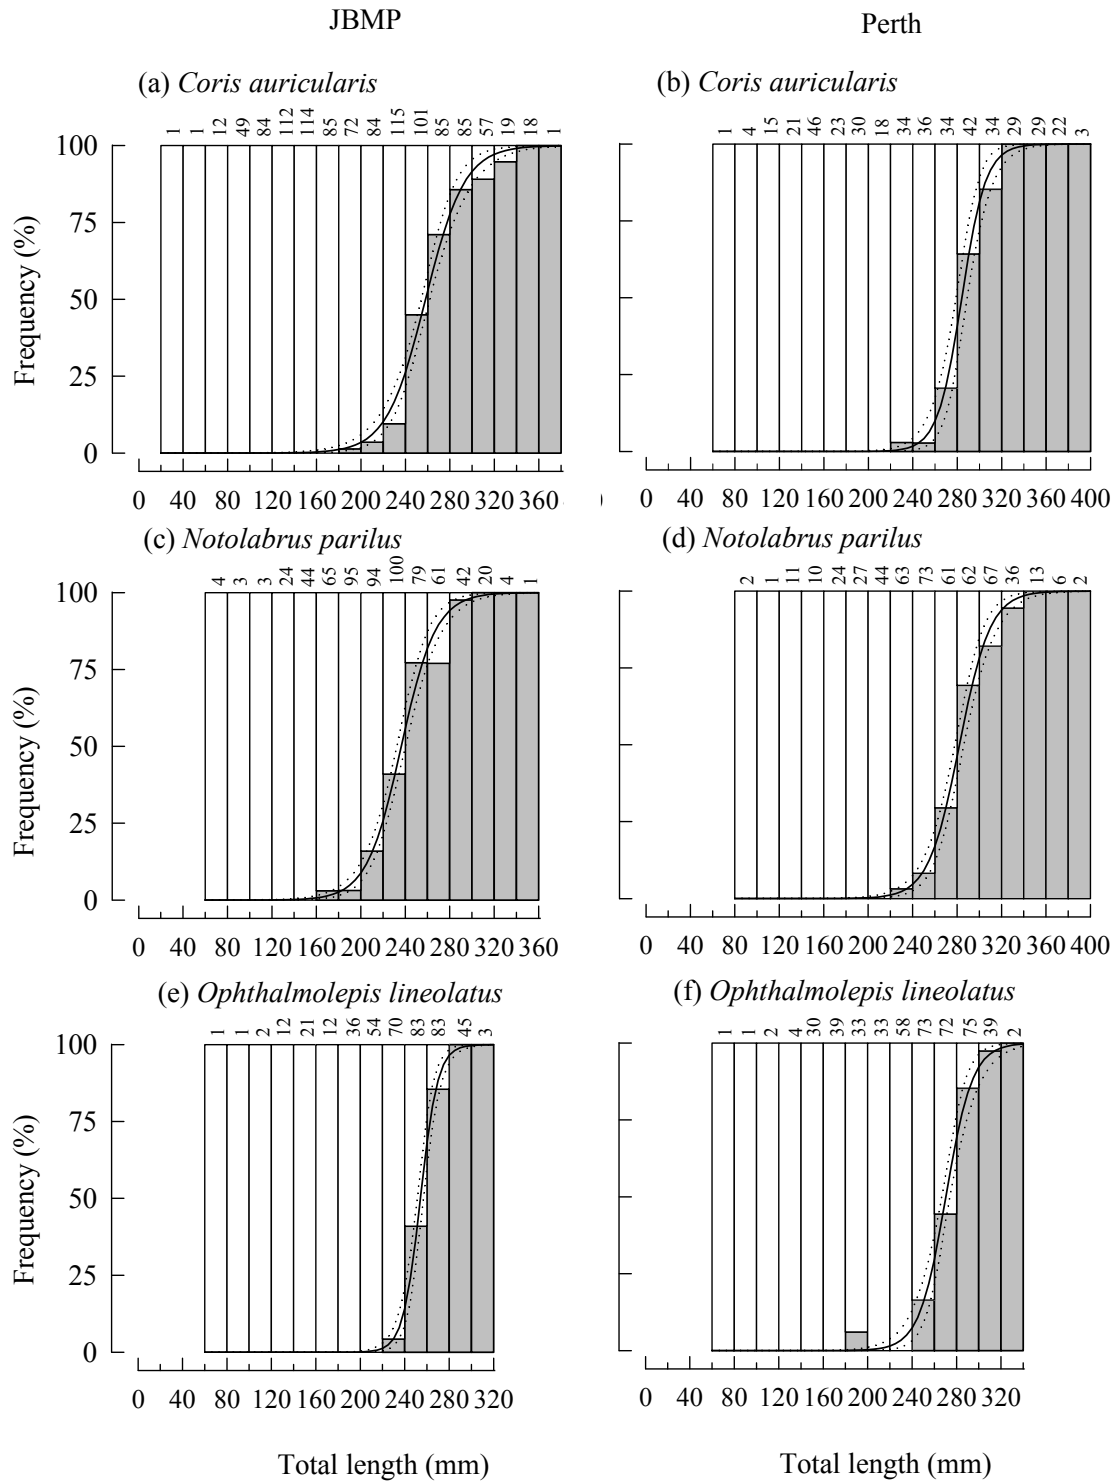 JBMP
Perth
(a) Coris auricularis
(b) Coris auricularis
1 1 12 49 84 112 114 85 72 84 115 101 85 85 57 19 18 1
1 4 15 21 46 23 30 18 34 36 34 42 34 29 29 22 3
100
75
50
25
0
Frequency (%)
0 40 80 120 160 200 240 280 320 360
0 40 80 120 160 200 240 280 320 360 400
(c) Notolabrus parilus
(d) Notolabrus parilus
4 3 3 24 44 65 95 94 100 79 61 42 20 4 1
2 1 11 10 24 27 44 63 73 61 62 67 36 13 6 2
100
75
50
25
0
Frequency (%)
0 40 80 120 160 200 240 280 320 360
0 40 80 120 160 200 240 280 320 360 400
(e) Ophthalmolepis lineolatus
(f) Ophthalmolepis lineolatus
1 1 2 12 21 12 36 54 70 83 83 45 3
1 1 2 4 30 39 33 33 58 73 72 75 39 2
100
75
50
25
0
Frequency (%)
0 40 80 120 160 200 240 280 320
0 40 80 120 160 200 240 280 320
Total length (mm)
Total length (mm)